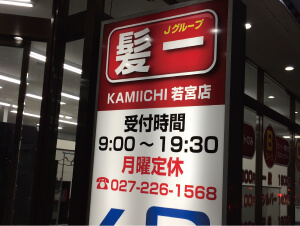 Jグループ
髪一
KAMIICHI 若宮店
受付時間
9:00～19:30
月曜定休
☎027-226-1568